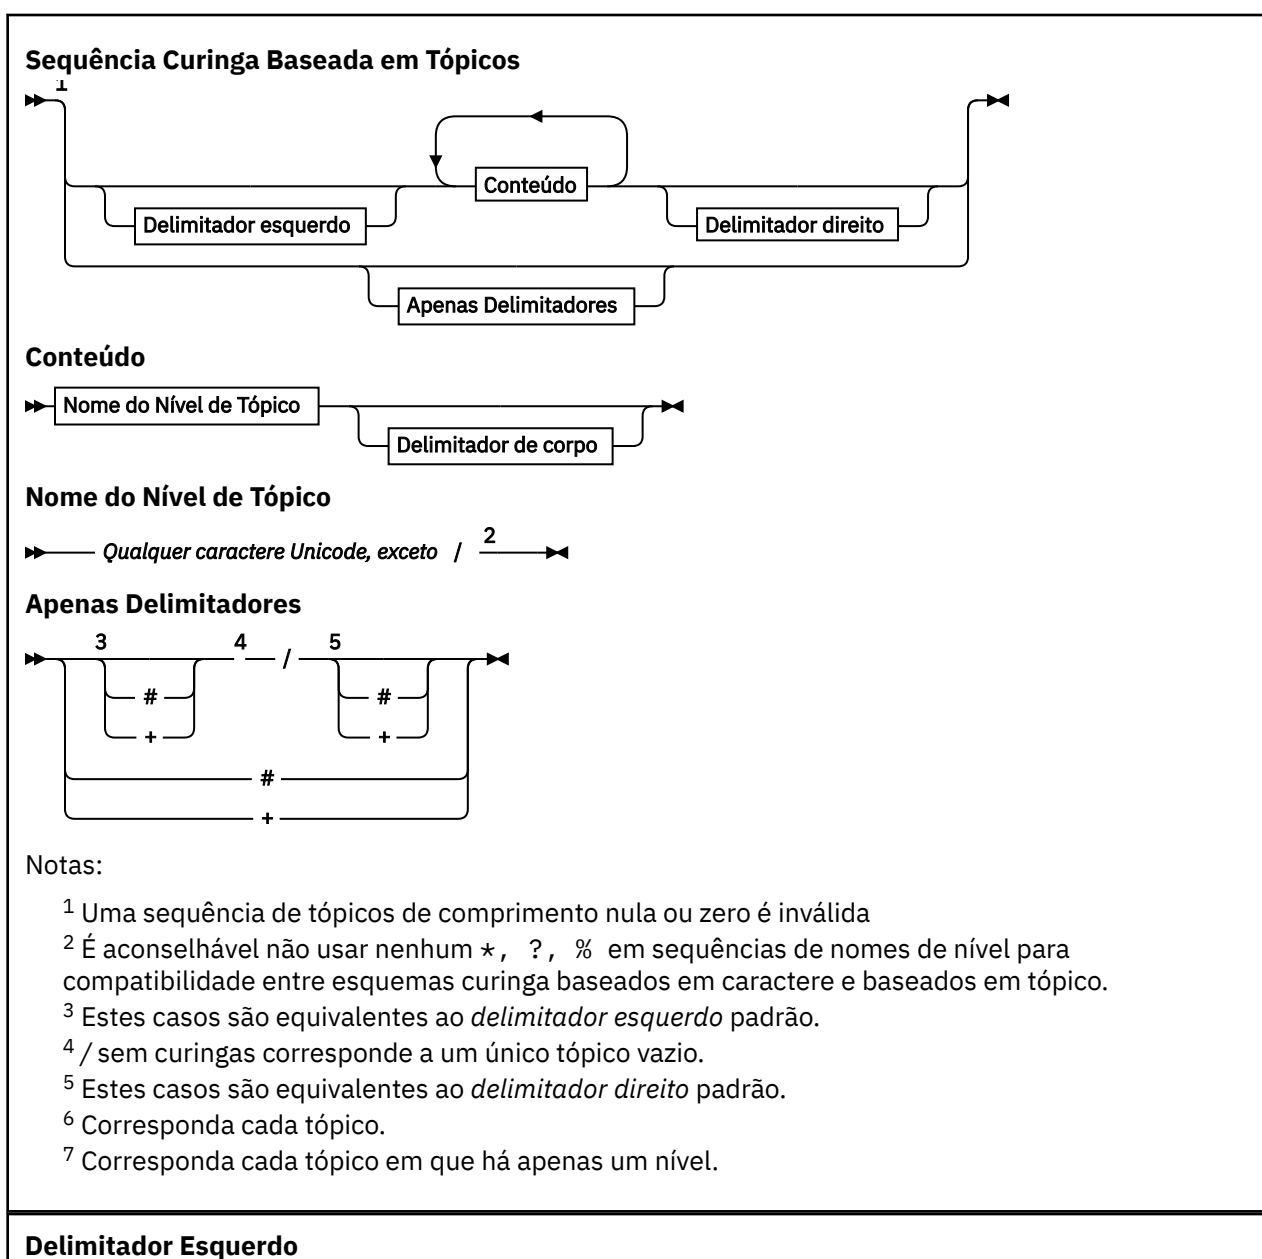 Sequência Curinga Baseada em Tópicos
1
Conteúdo
Delimitador esquerdo
Delimitador direito
Apenas Delimitadores
Conteúdo
Nome do Nível de Tópico
Delimitador de corpo
Nome do Nível de Tópico
Qualquer caractere Unicode, exceto / 2
Apenas Delimitadores
3 4 / 5
# #
+ +
#
+
Notas:
1 Uma sequência de tópicos de comprimento nula ou zero é inválida
2 É aconselhável não usar nenhum *, ?, % em sequências de nomes de nível para
compatibilidade entre esquemas curinga baseados em caractere e baseados em tópico.
3 Estes casos são equivalentes ao delimitador esquerdo padrão.
4 / sem curingas corresponde a um único tópico vazio.
5 Estes casos são equivalentes ao delimitador direito padrão.
6 Corresponda cada tópico.
7 Corresponda cada tópico em que há apenas um nível.
Delimitador Esquerdo